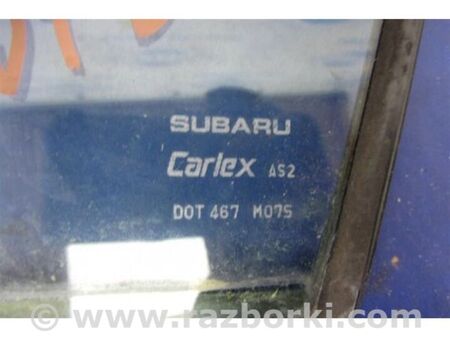 SUBARU
Carlex AS2
DOT 467 M075
© www.razborki.com